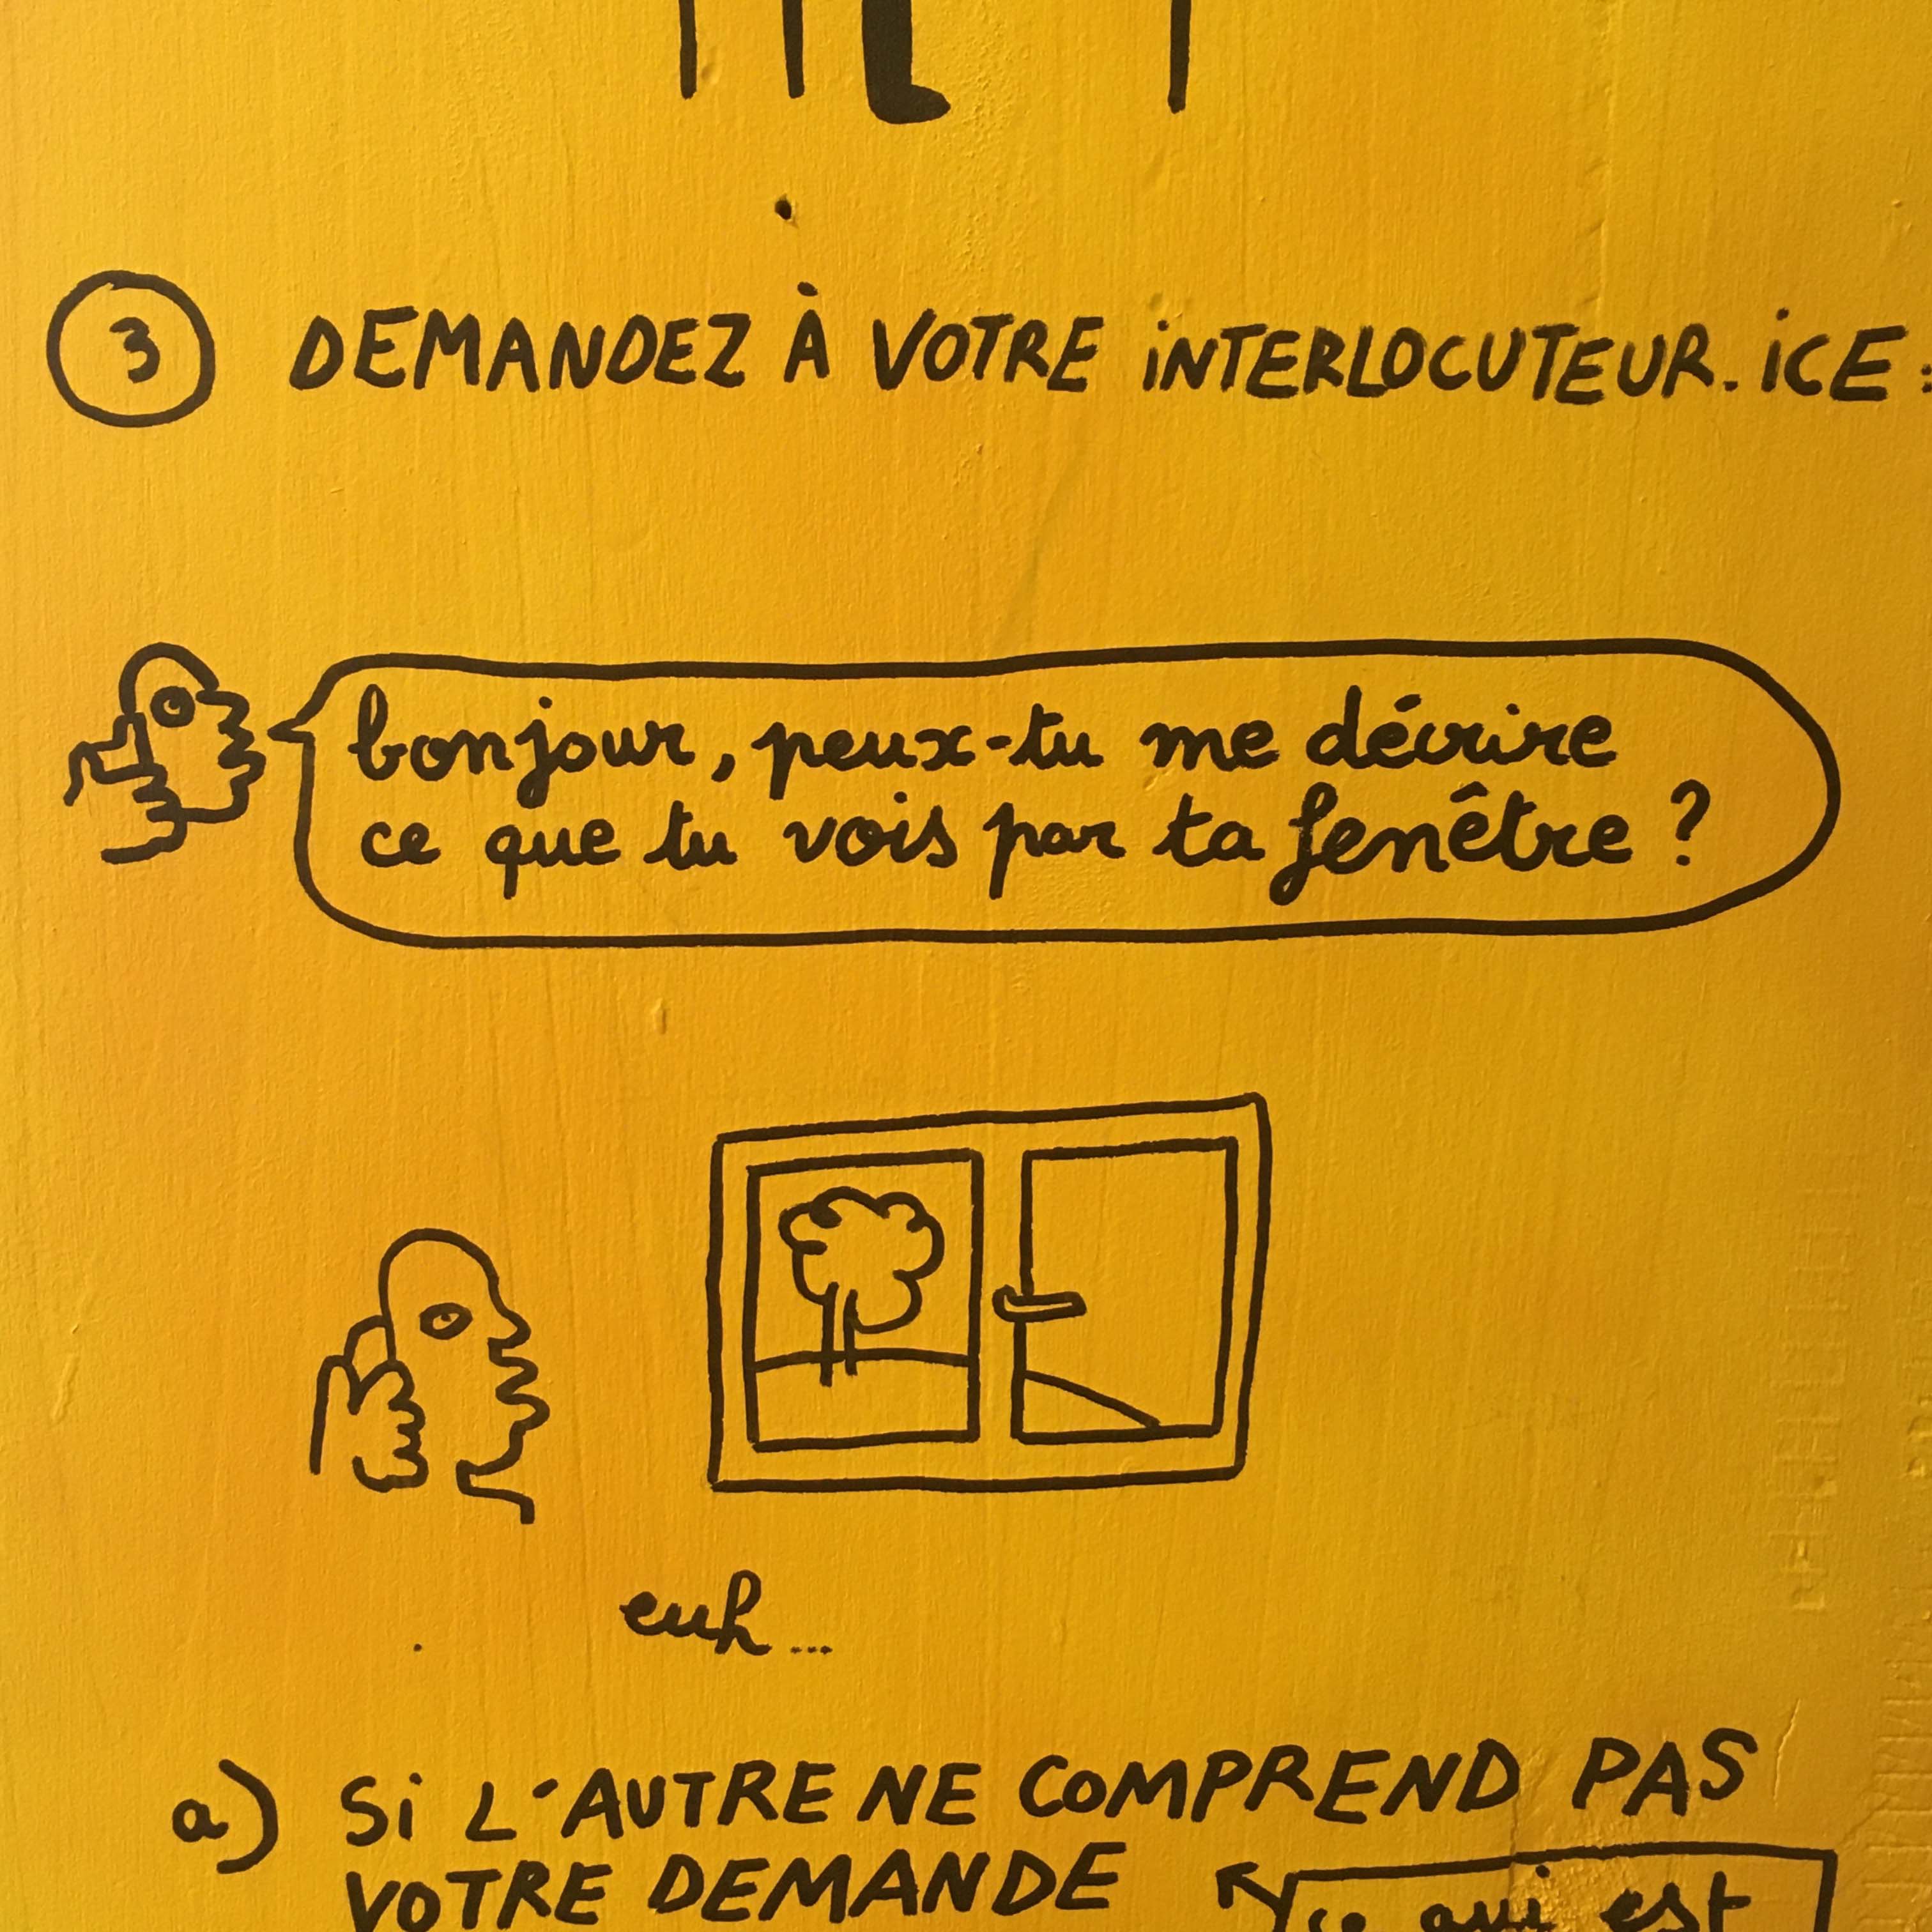 3 DEMANDEZ À VOTRE iNTERLOCUTEUR.iCE :
bonjour, peux-tu me décrire
ce que tu vois par ta fenêtre ?
euh...
a) Si L'AUTRE NE COMPREND PAS
VOTRE DEMANDE
ce qui est